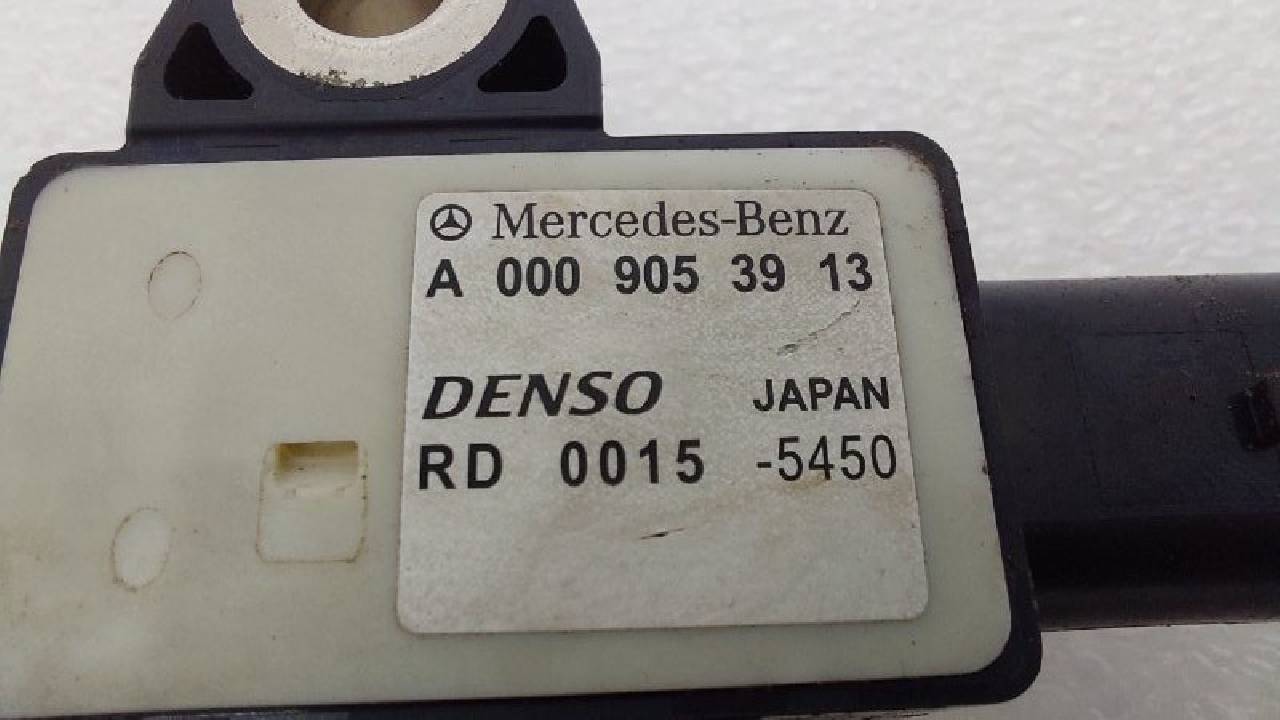 Mercedes-Benz
A 000 905 39 13
DENSO JAPAN
RD 0015 -5450